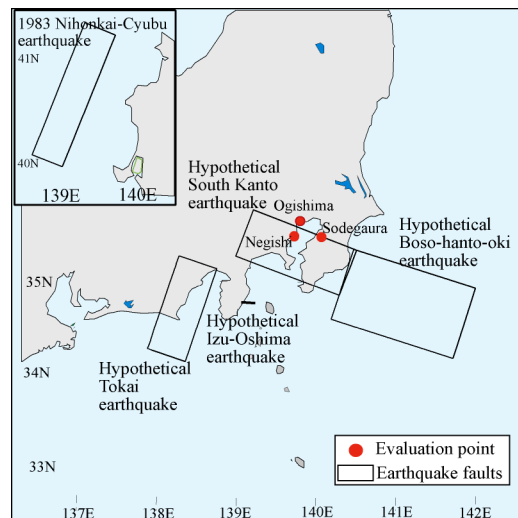 1983 Nihonkai-Cyubu
earthquake
41N
40N
139E
140E
Hypothetical
South Kanto
earthquake
Ogishima
Negishi
Sodegaura
Hypothetical
Boso-hanto-oki
earthquake
35N
Hypothetical
Izu-Oshima
earthquake
Hypothetical
Tokai
earthquake
34N
33N
Evaluation point
Earthquake faults
137E
138E
139E
140E
141E
142E